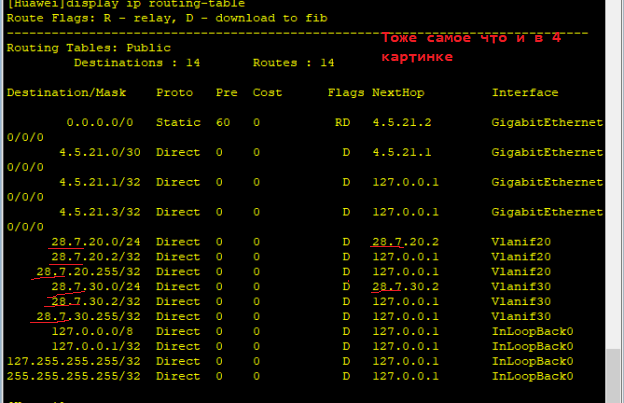 [Huawei]display ip routing-table
Route Flags: R - relay, D - download to fib
------------------------------------------------------------------------------
Тоже самое что и в 4
картинке
Routing Tables: Public
Destinations : 14 Routes : 14
Destination/Mask Proto Pre Cost Flags NextHop Interface
0.0.0.0/0 Static 60 0 RD 4.5.21.2 GigabitEthernet
0/0/0
4.5.21.0/30 Direct 0 0 D 4.5.21.1 GigabitEthernet
0/0/0
4.5.21.1/32 Direct 0 0 D 127.0.0.1 GigabitEthernet
0/0/0
4.5.21.3/32 Direct 0 0 D 127.0.0.1 GigabitEthernet
0/0/0
28.7.20.0/24 Direct 0 0 D 28.7.20.2 Vlanif20
28.7.20.2/32 Direct 0 0 D 127.0.0.1 Vlanif20
28.7.20.255/32 Direct 0 0 D 127.0.0.1 Vlanif20
28.7.30.0/24 Direct 0 0 D 28.7.30.2 Vlanif30
28.7.30.2/32 Direct 0 0 D 127.0.0.1 Vlanif30
28.7.30.255/32 Direct 0 0 D 127.0.0.1 Vlanif30
127.0.0.0/8 Direct 0 0 D 127.0.0.1 InLoopBack0
127.0.0.1/32 Direct 0 0 D 127.0.0.1 InLoopBack0
127.255.255.255/32 Direct 0 0 D 127.0.0.1 InLoopBack0
255.255.255.255/32 Direct 0 0 D 127.0.0.1 InLoopBack0